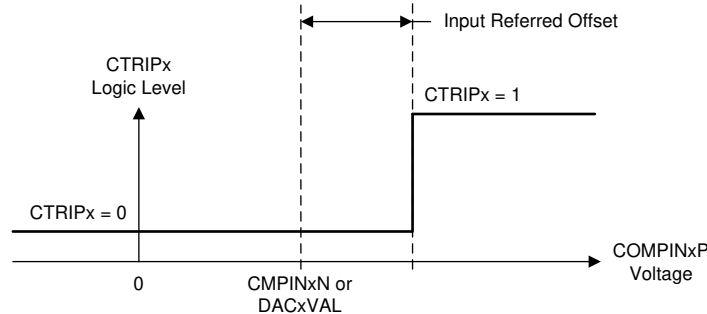 Input Referred Offset
CTRIPx
Logic Level
CTRIPx = 1
CTRIPx = 0
COMPINxP
Voltage
0
CMPINxN or
DACxVAL